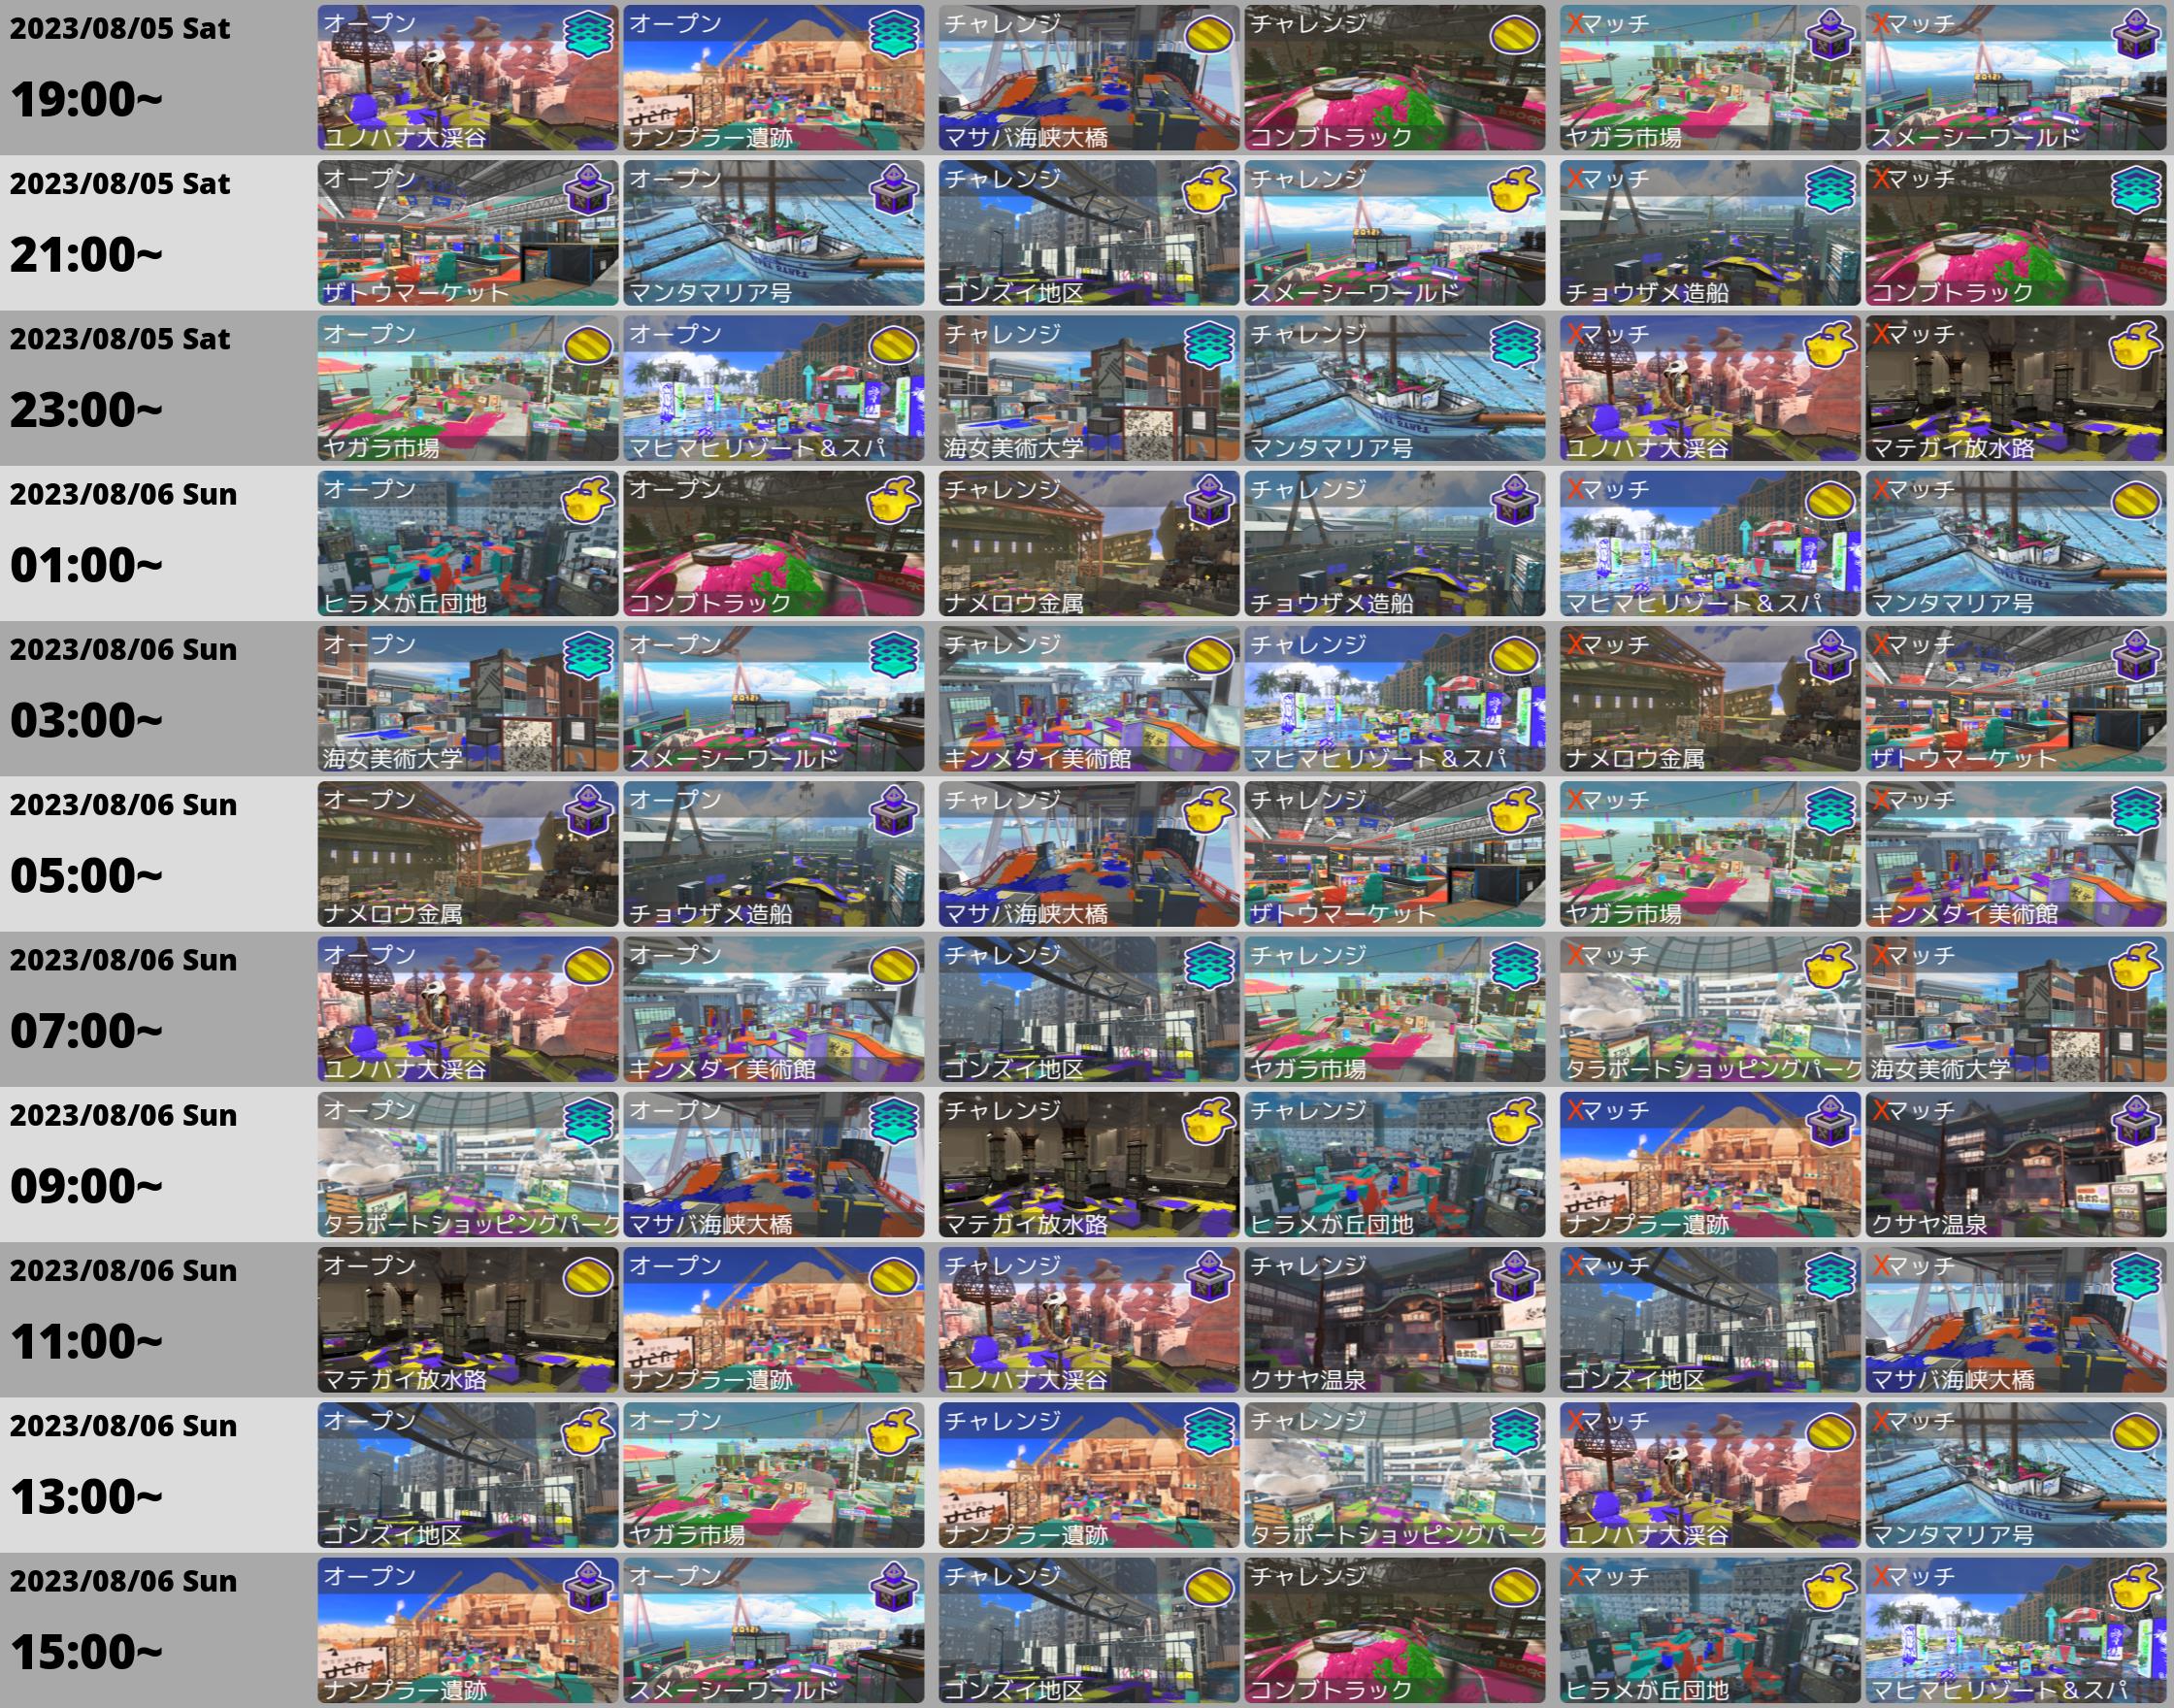 2023/08/05 Sat
19:00~
オープン
ユノハナ大渓谷
オープン
ナンプラー遺跡
チャレンジ
マサバ海峡大橋
チャレンジ
コンブトラック
Xマッチ
ヤガラ市場
Xマッチ
スメーシーワールド
2023/08/05 Sat
21:00~
オープン
ザトウマーケット
オープン
マンタマリア号
チャレンジ
ゴンズイ地区
チャレンジ
スメーシーワールド
Xマッチ
チョウザメ造船
Xマッチ
コンブトラック
2023/08/05 Sat
23:00~
オープン
ヤガラ市場
オープン
マヒマヒリゾート＆スパ
チャレンジ
海女美術大学
チャレンジ
マンタマリア号
Xマッチ
ユノハナ大渓谷
Xマッチ
マテガイ放水路
2023/08/06 Sun
01:00~
オープン
ヒラメが丘団地
オープン
コンブトラック
チャレンジ
ナメロウ金属
チャレンジ
チョウザメ造船
Xマッチ
マヒマヒリゾート＆スパ
Xマッチ
マンタマリア号
2023/08/06 Sun
03:00~
オープン
海女美術大学
オープン
スメーシーワールド
チャレンジ
キンメダイ美術館
チャレンジ
マヒマヒリゾート＆スパ
Xマッチ
ナメロウ金属
Xマッチ
ザトウマーケット
2023/08/06 Sun
05:00~
オープン
ナメロウ金属
オープン
チョウザメ造船
チャレンジ
マサバ海峡大橋
チャレンジ
ザトウマーケット
Xマッチ
ヤガラ市場
Xマッチ
キンメダイ美術館
2023/08/06 Sun
07:00~
オープン
ユノハナ大渓谷
オープン
キンメダイ美術館
チャレンジ
ゴンズイ地区
チャレンジ
ヤガラ市場
Xマッチ
タラポートショッピングパーク
Xマッチ
海女美術大学
2023/08/06 Sun
09:00~
オープン
タラポートショッピングパーク
オープン
マサバ海峡大橋
チャレンジ
マテガイ放水路
チャレンジ
ヒラメが丘団地
Xマッチ
ナンプラー遺跡
Xマッチ
クサヤ温泉
2023/08/06 Sun
11:00~
オープン
マテガイ放水路
オープン
ナンプラー遺跡
チャレンジ
ユノハナ大渓谷
チャレンジ
クサヤ温泉
Xマッチ
ゴンズイ地区
Xマッチ
マサバ海峡大橋
2023/08/06 Sun
13:00~
オープン
ゴンズイ地区
オープン
ヤガラ市場
チャレンジ
ナンプラー遺跡
チャレンジ
タラポートショッピングパーク
Xマッチ
ユノハナ大渓谷
Xマッチ
マンタマリア号
2023/08/06 Sun
15:00~
オープン
ナンプラー遺跡
オープン
スメーシーワールド
チャレンジ
ゴンズイ地区
チャレンジ
コンブトラック
Xマッチ
ヒラメが丘団地
Xマッチ
マヒマヒリゾート＆スパ